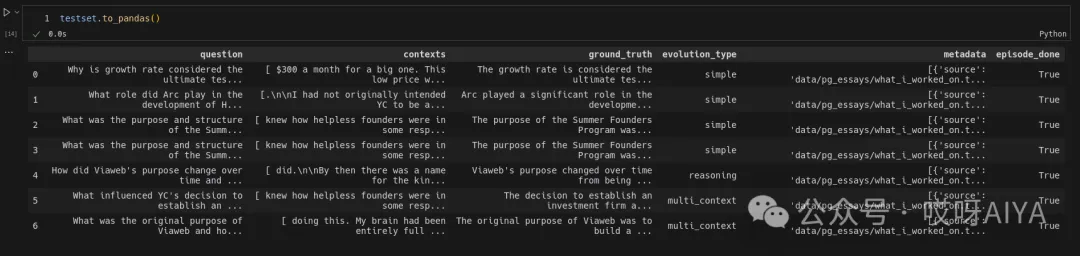 1 testset.to_pandas()
[14] 0.0s Python
...
question contexts ground_truth evolution_type metadata episode_done
0 Why is growth rate considered the ultimate tes... [ $300 a month for a big one. This low price w... The growth rate is considered the ultimate tes... simple [{'source': 'data/pg_essays/what_i_worked_on.t... True
1 What role did Arc play in the development of H... [.\n\nI had not originally intended YC to be a... Arc played a significant role in the developme... simple [{'source': 'data/pg_essays/what_i_worked_on.t... True
2 What was the purpose and structure of the Summ... [ knew how helpless founders were in some resp... The purpose of the Summer Founders Program was... simple [{'source': 'data/pg_essays/what_i_worked_on.t... True
3 What was the purpose and structure of the Summ... [ knew how helpless founders were in some resp... The purpose of the Summer Founders Program was... simple [{'source': 'data/pg_essays/what_i_worked_on.t... True
4 How did Viaweb's purpose change over time and ... [ did.\n\nBy then there was a name for the kin... Viaweb's purpose changed over time from being ... reasoning [{'source': 'data/pg_essays/what_i_worked_on.t... True
5 What influenced YC's decision to establish an ... [ knew how helpless founders were in some resp... The decision to establish an investment firm a... multi_context [{'source': 'data/pg_essays/what_i_worked_on.t... True
6 What was the original purpose of Viaweb and ho... [ doing this. My brain had been entirely full ... The original purpose of Viaweb was to build a ... multi_context [{'source': 'data/pg_essays/what_i_worked_on.t... True
公众号 · 哎呀AIYA